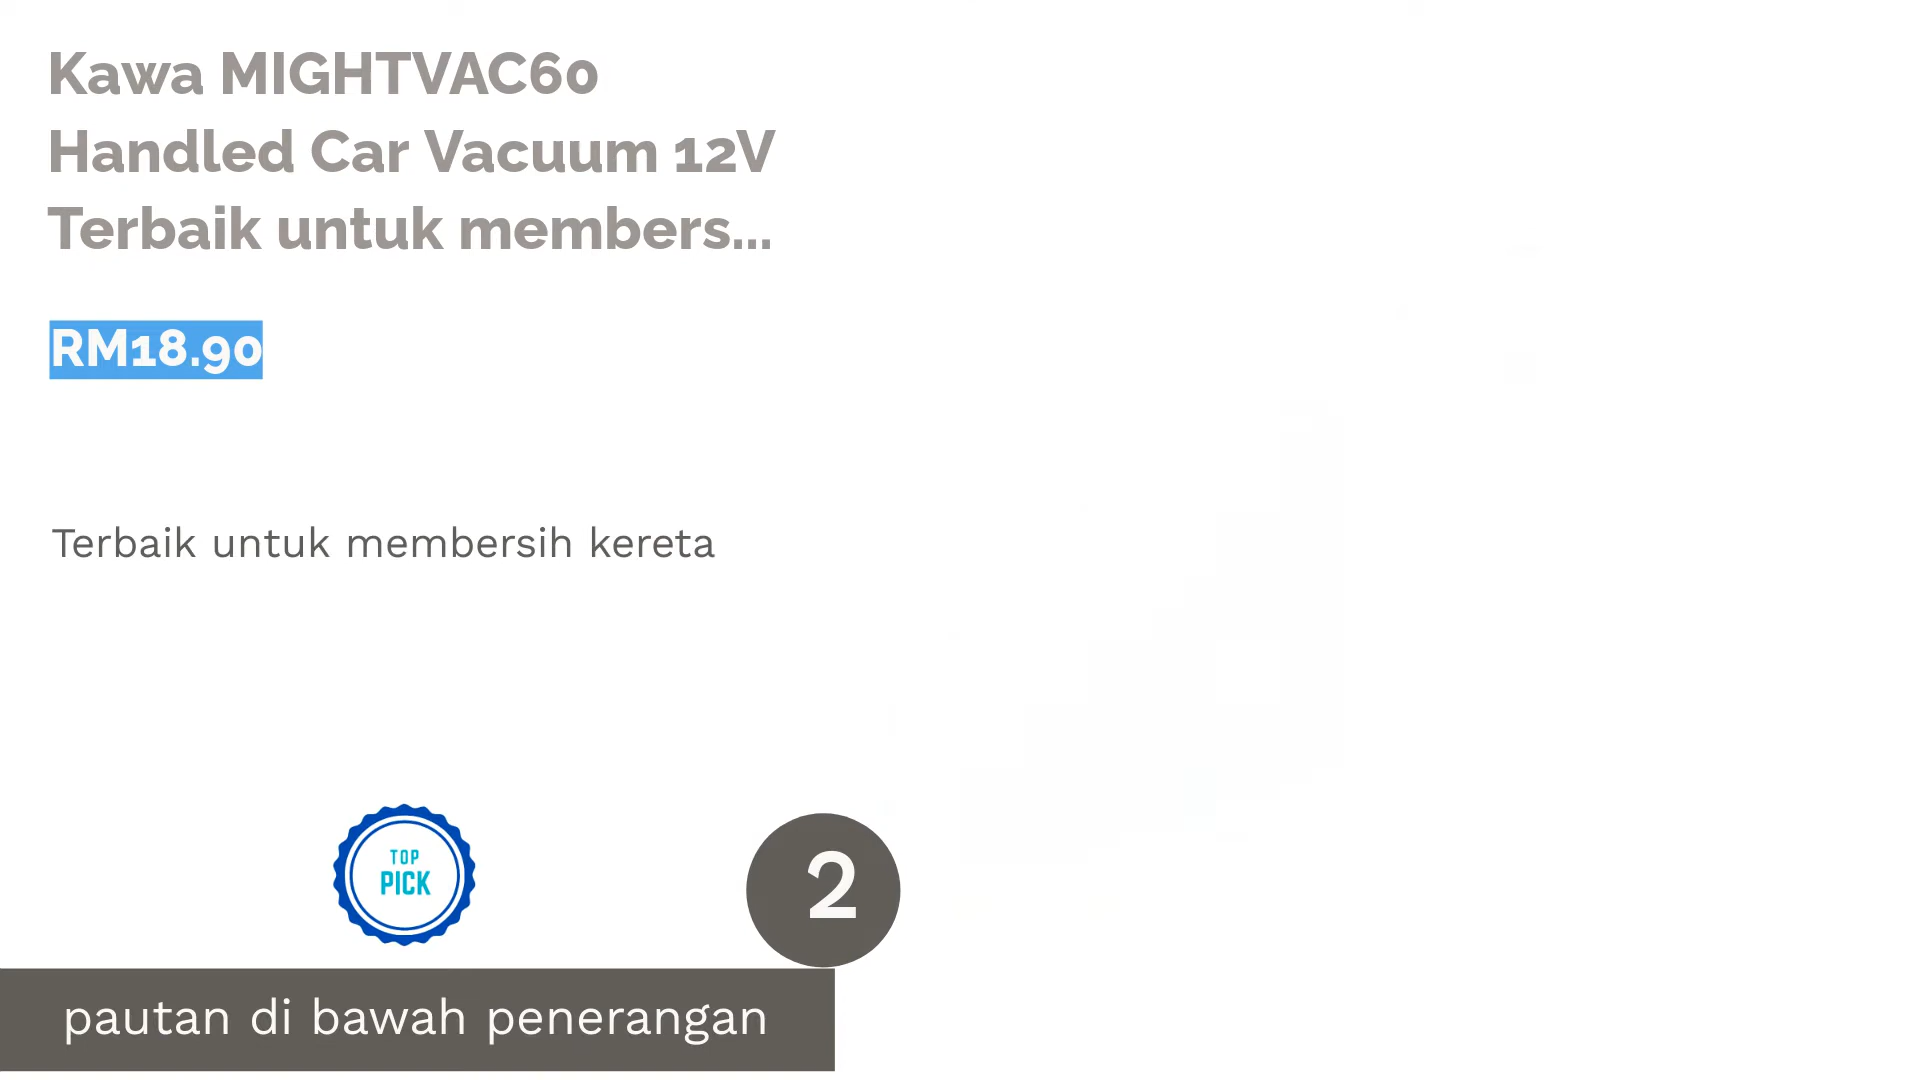 Kawa MIGHTVAC60
Handled Car Vacuum 12V
Terbaik untuk members...
RM18.90
Terbaik untuk membersih kereta
TOP
PICK
2
pautan di bawah penerangan